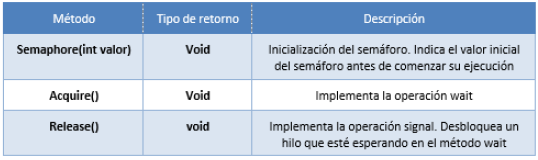 Método Tipo de retorno Descripción
Semaphore(int valor) Void Inicialización del semáforo. Indica el valor inicial
del semáforo antes de comenzar su ejecución
Acquire() Void Implementa la operación wait
Release() void Implementa la operación signal. Desbloquea un
hilo que esté esperando en el método wait